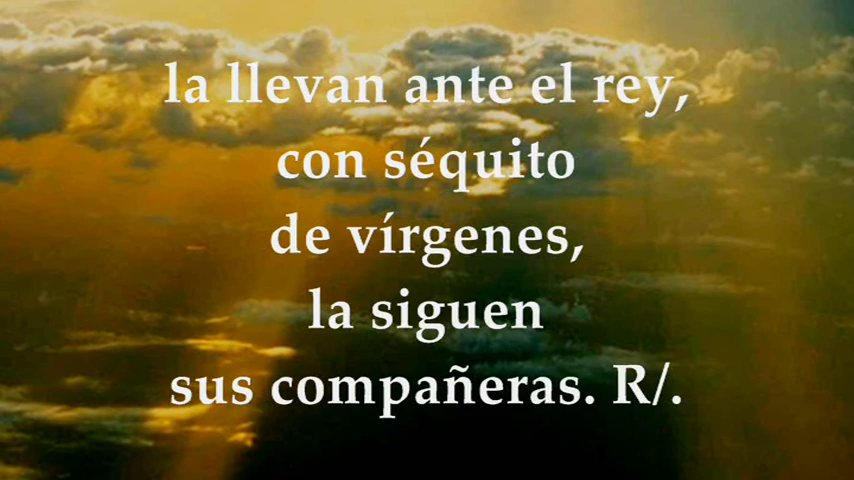 la llevan ante el rey,
con séquito
de vírgenes,
la siguen
sus compañeras. R/.